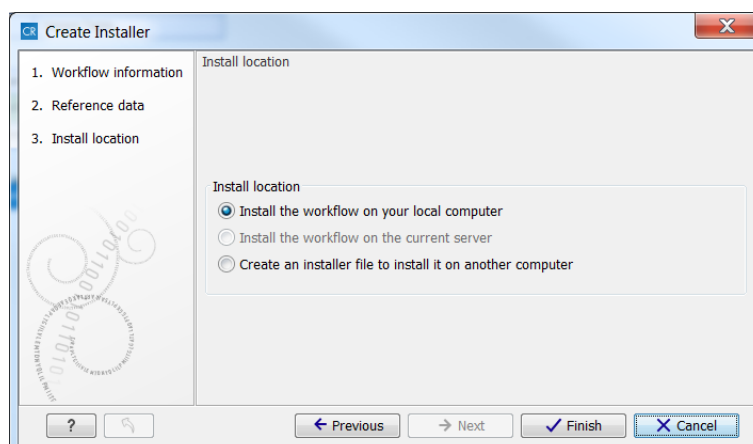 CR Create Installer
1. Workflow information
2. Reference data
3. Install location
Install location
Install location
Install the workflow on your local computer
Install the workflow on the current server
Create an installer file to install it on another computer
? Previous Next Finish Cancel